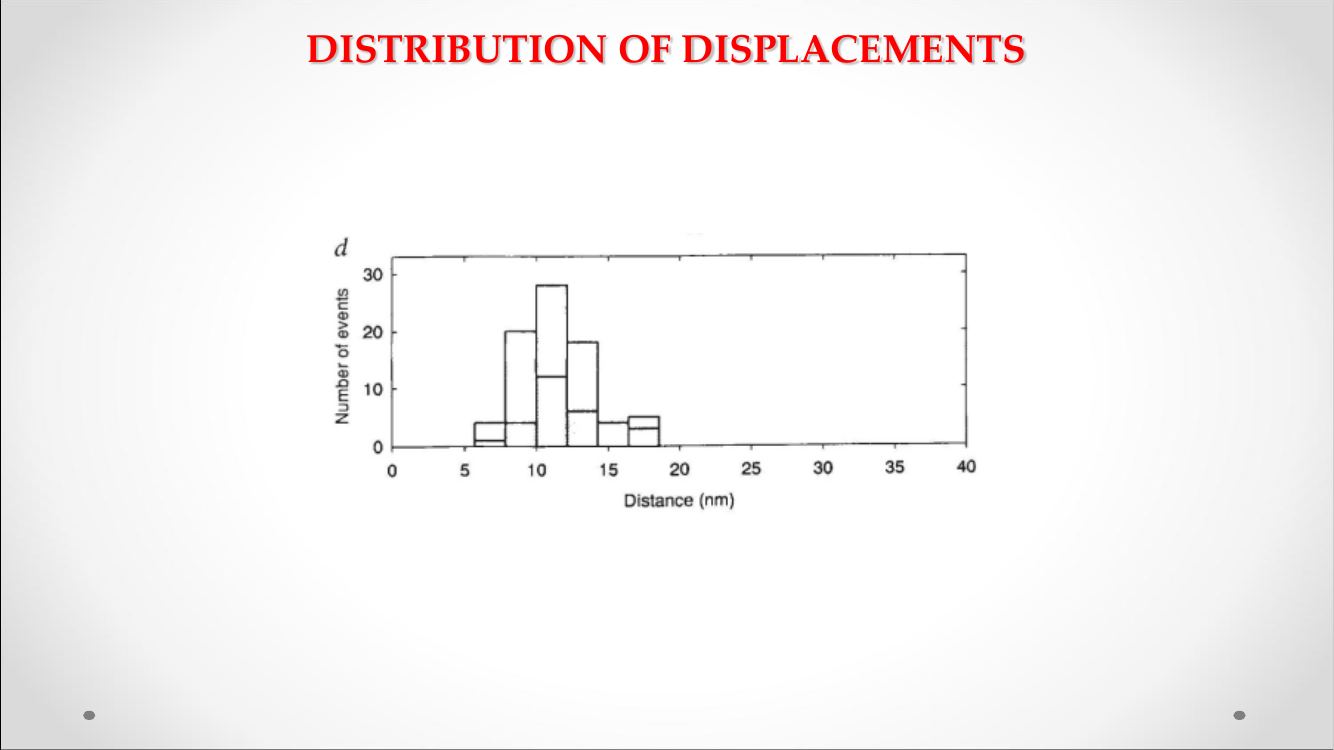 DISTRIBUTION OF DISPLACEMENTS
d
Number of events
30
20
10
0
0 5 10 15 20 25 30 35 40
Distance (nm)